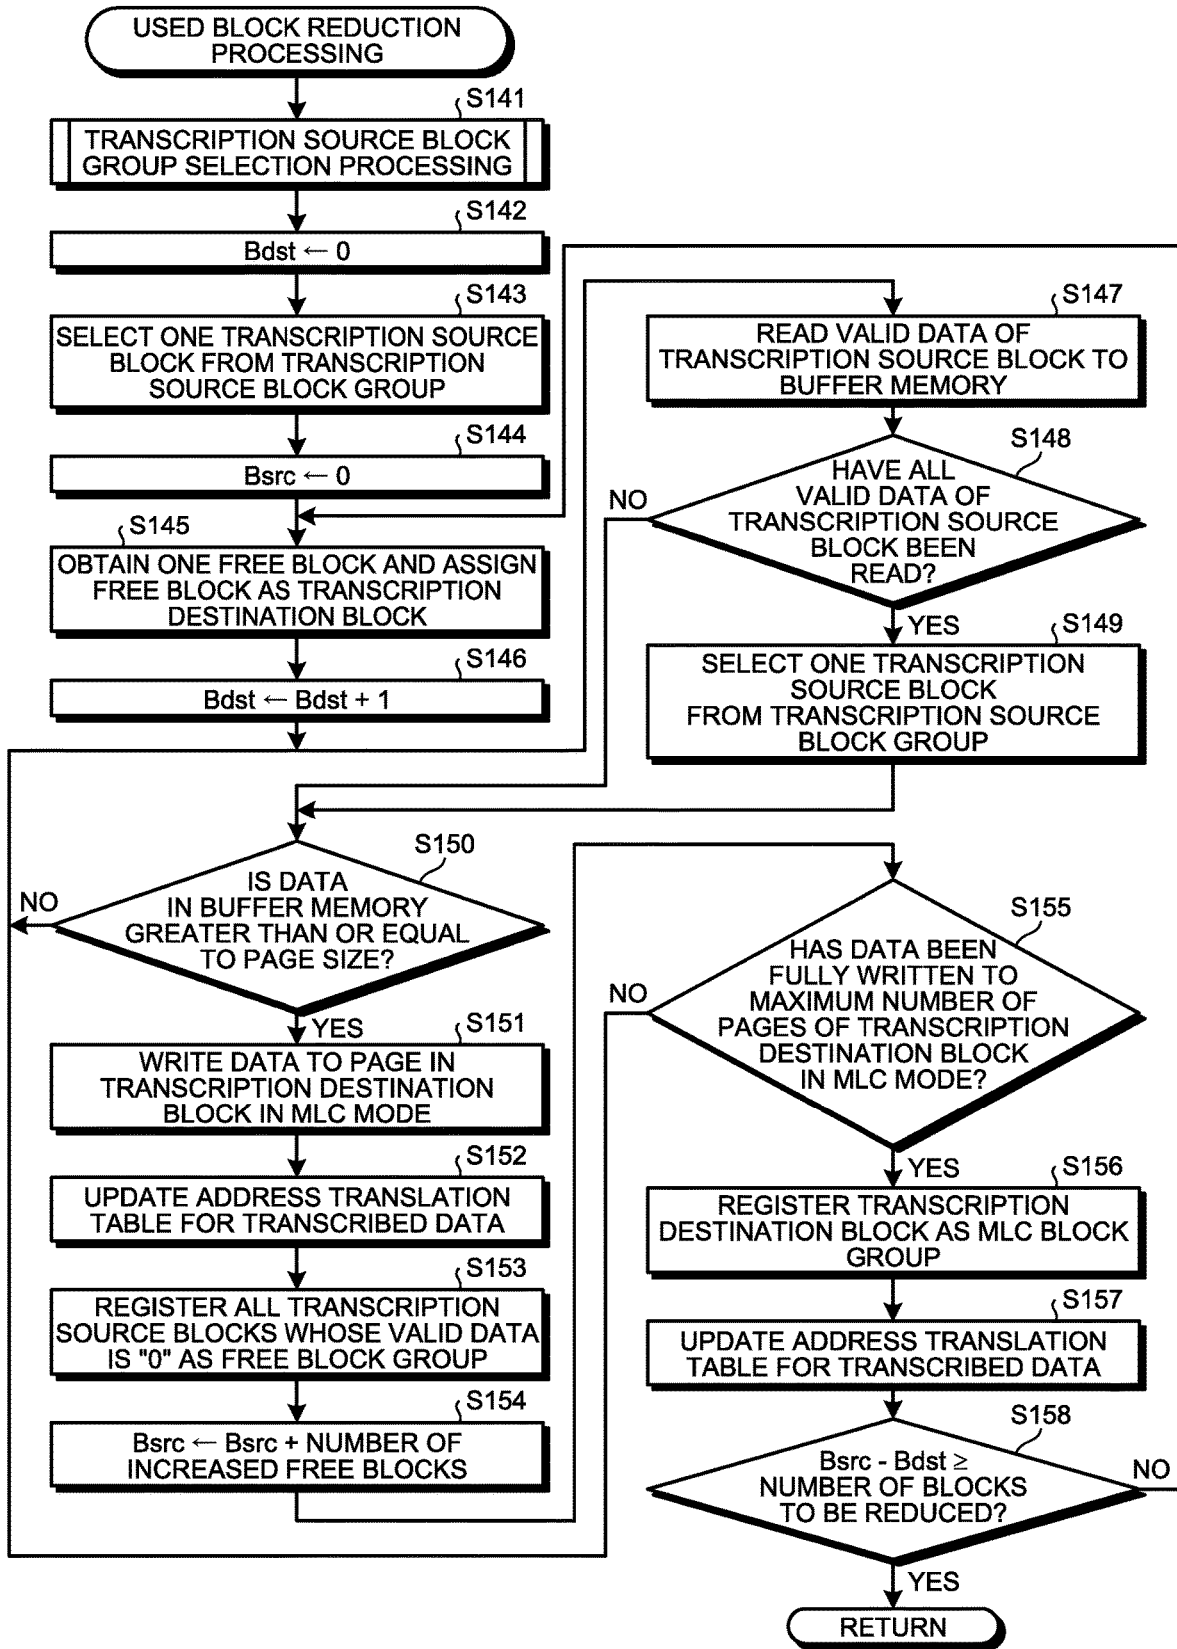 USED BLOCK REDUCTION
PROCESSING
S141
TRANSCRIPTION SOURCE BLOCK
GROUP SELECTION PROCESSING
S142
Bdst ← 0
S143
SELECT ONE TRANSCRIPTION SOURCE
BLOCK FROM TRANSCRIPTION
SOURCE BLOCK GROUP
S144
Bsrc ← 0
S145
OBTAIN ONE FREE BLOCK AND ASSIGN
FREE BLOCK AS TRANSCRIPTION
DESTINATION BLOCK
S146
Bdst ← Bdst + 1
S147
READ VALID DATA OF
TRANSCRIPTION SOURCE BLOCK TO
BUFFER MEMORY
S148
HAVE ALL
VALID DATA OF
TRANSCRIPTION SOURCE
BLOCK BEEN
READ?
NO
YES
S149
SELECT ONE TRANSCRIPTION
SOURCE BLOCK
FROM TRANSCRIPTION SOURCE
BLOCK GROUP
S150
IS DATA
IN BUFFER MEMORY
GREATER THAN OR EQUAL
TO PAGE SIZE?
NO
YES
S151
WRITE DATA TO PAGE IN
TRANSCRIPTION DESTINATION
BLOCK IN MLC MODE
S152
UPDATE ADDRESS TRANSLATION
TABLE FOR TRANSCRIBED DATA
S153
REGISTER ALL TRANSCRIPTION
SOURCE BLOCKS WHOSE VALID DATA
IS "0" AS FREE BLOCK GROUP
S154
Bsrc ← Bsrc + NUMBER OF
INCREASED FREE BLOCKS
S155
HAS DATA BEEN
FULLY WRITTEN TO
MAXIMUM NUMBER OF
PAGES OF TRANSCRIPTION
DESTINATION BLOCK
IN MLC MODE?
NO
YES
S156
REGISTER TRANSCRIPTION
DESTINATION BLOCK AS MLC BLOCK
GROUP
S157
UPDATE ADDRESS TRANSLATION
TABLE FOR TRANSCRIBED DATA
S158
Bsrc - Bdst ≥
NUMBER OF BLOCKS
TO BE REDUCED?
NO
YES
RETURN